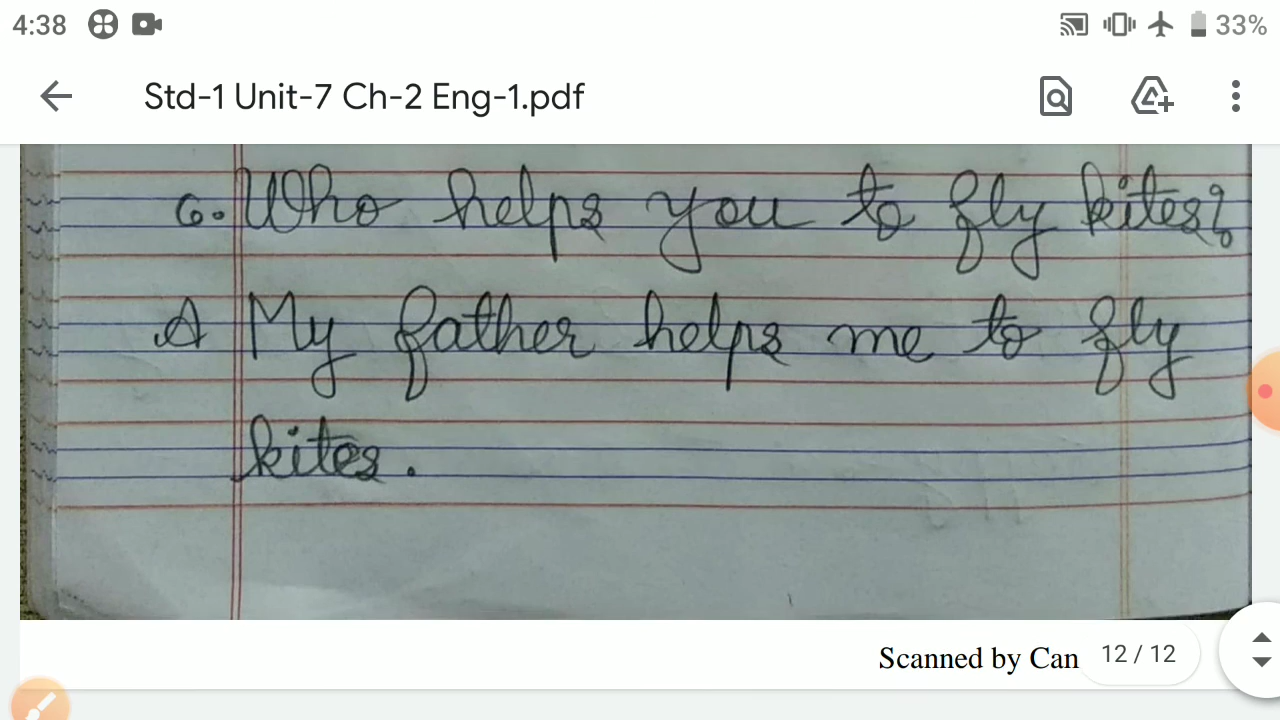 4:38
33%
Std-1 Unit-7 Ch-2 Eng-1.pdf
6. Who helps you to fly kites?
A My father helps me to fly
kites.
Scanned by Can
12 / 12